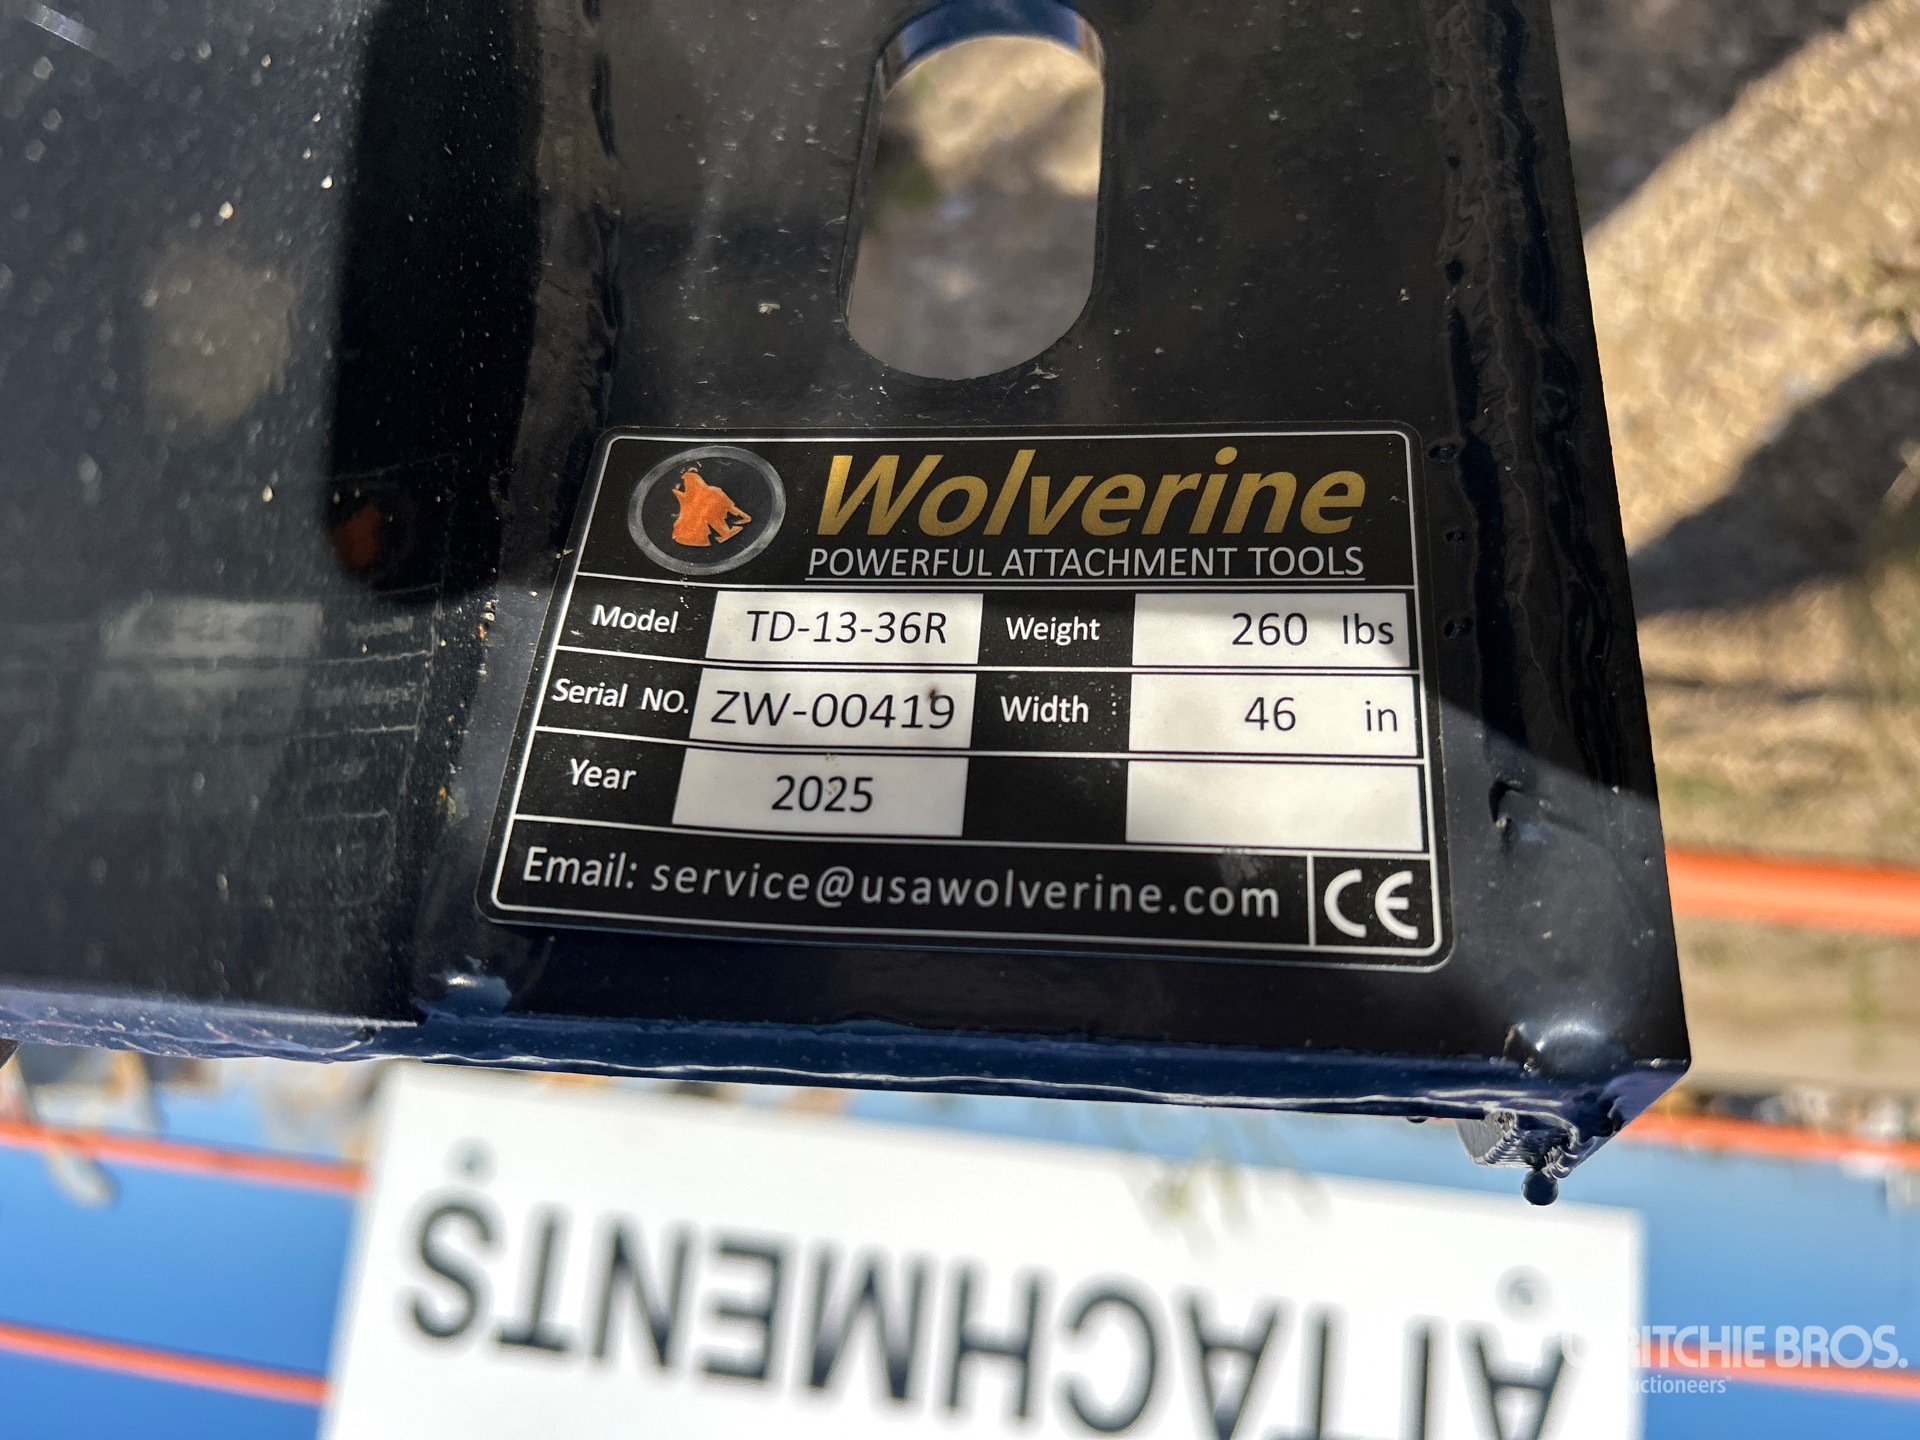 Wolverine
POWERFUL ATTACHMENT TOOLS
Model TD-13-36R Weight 260 lbs
Serial NO. ZW-00419 Width : 46 in
Year 2025
Email: service@usawolverine.com CE
ATTACHMENTS
RITCHIE BROS.
uctioneers